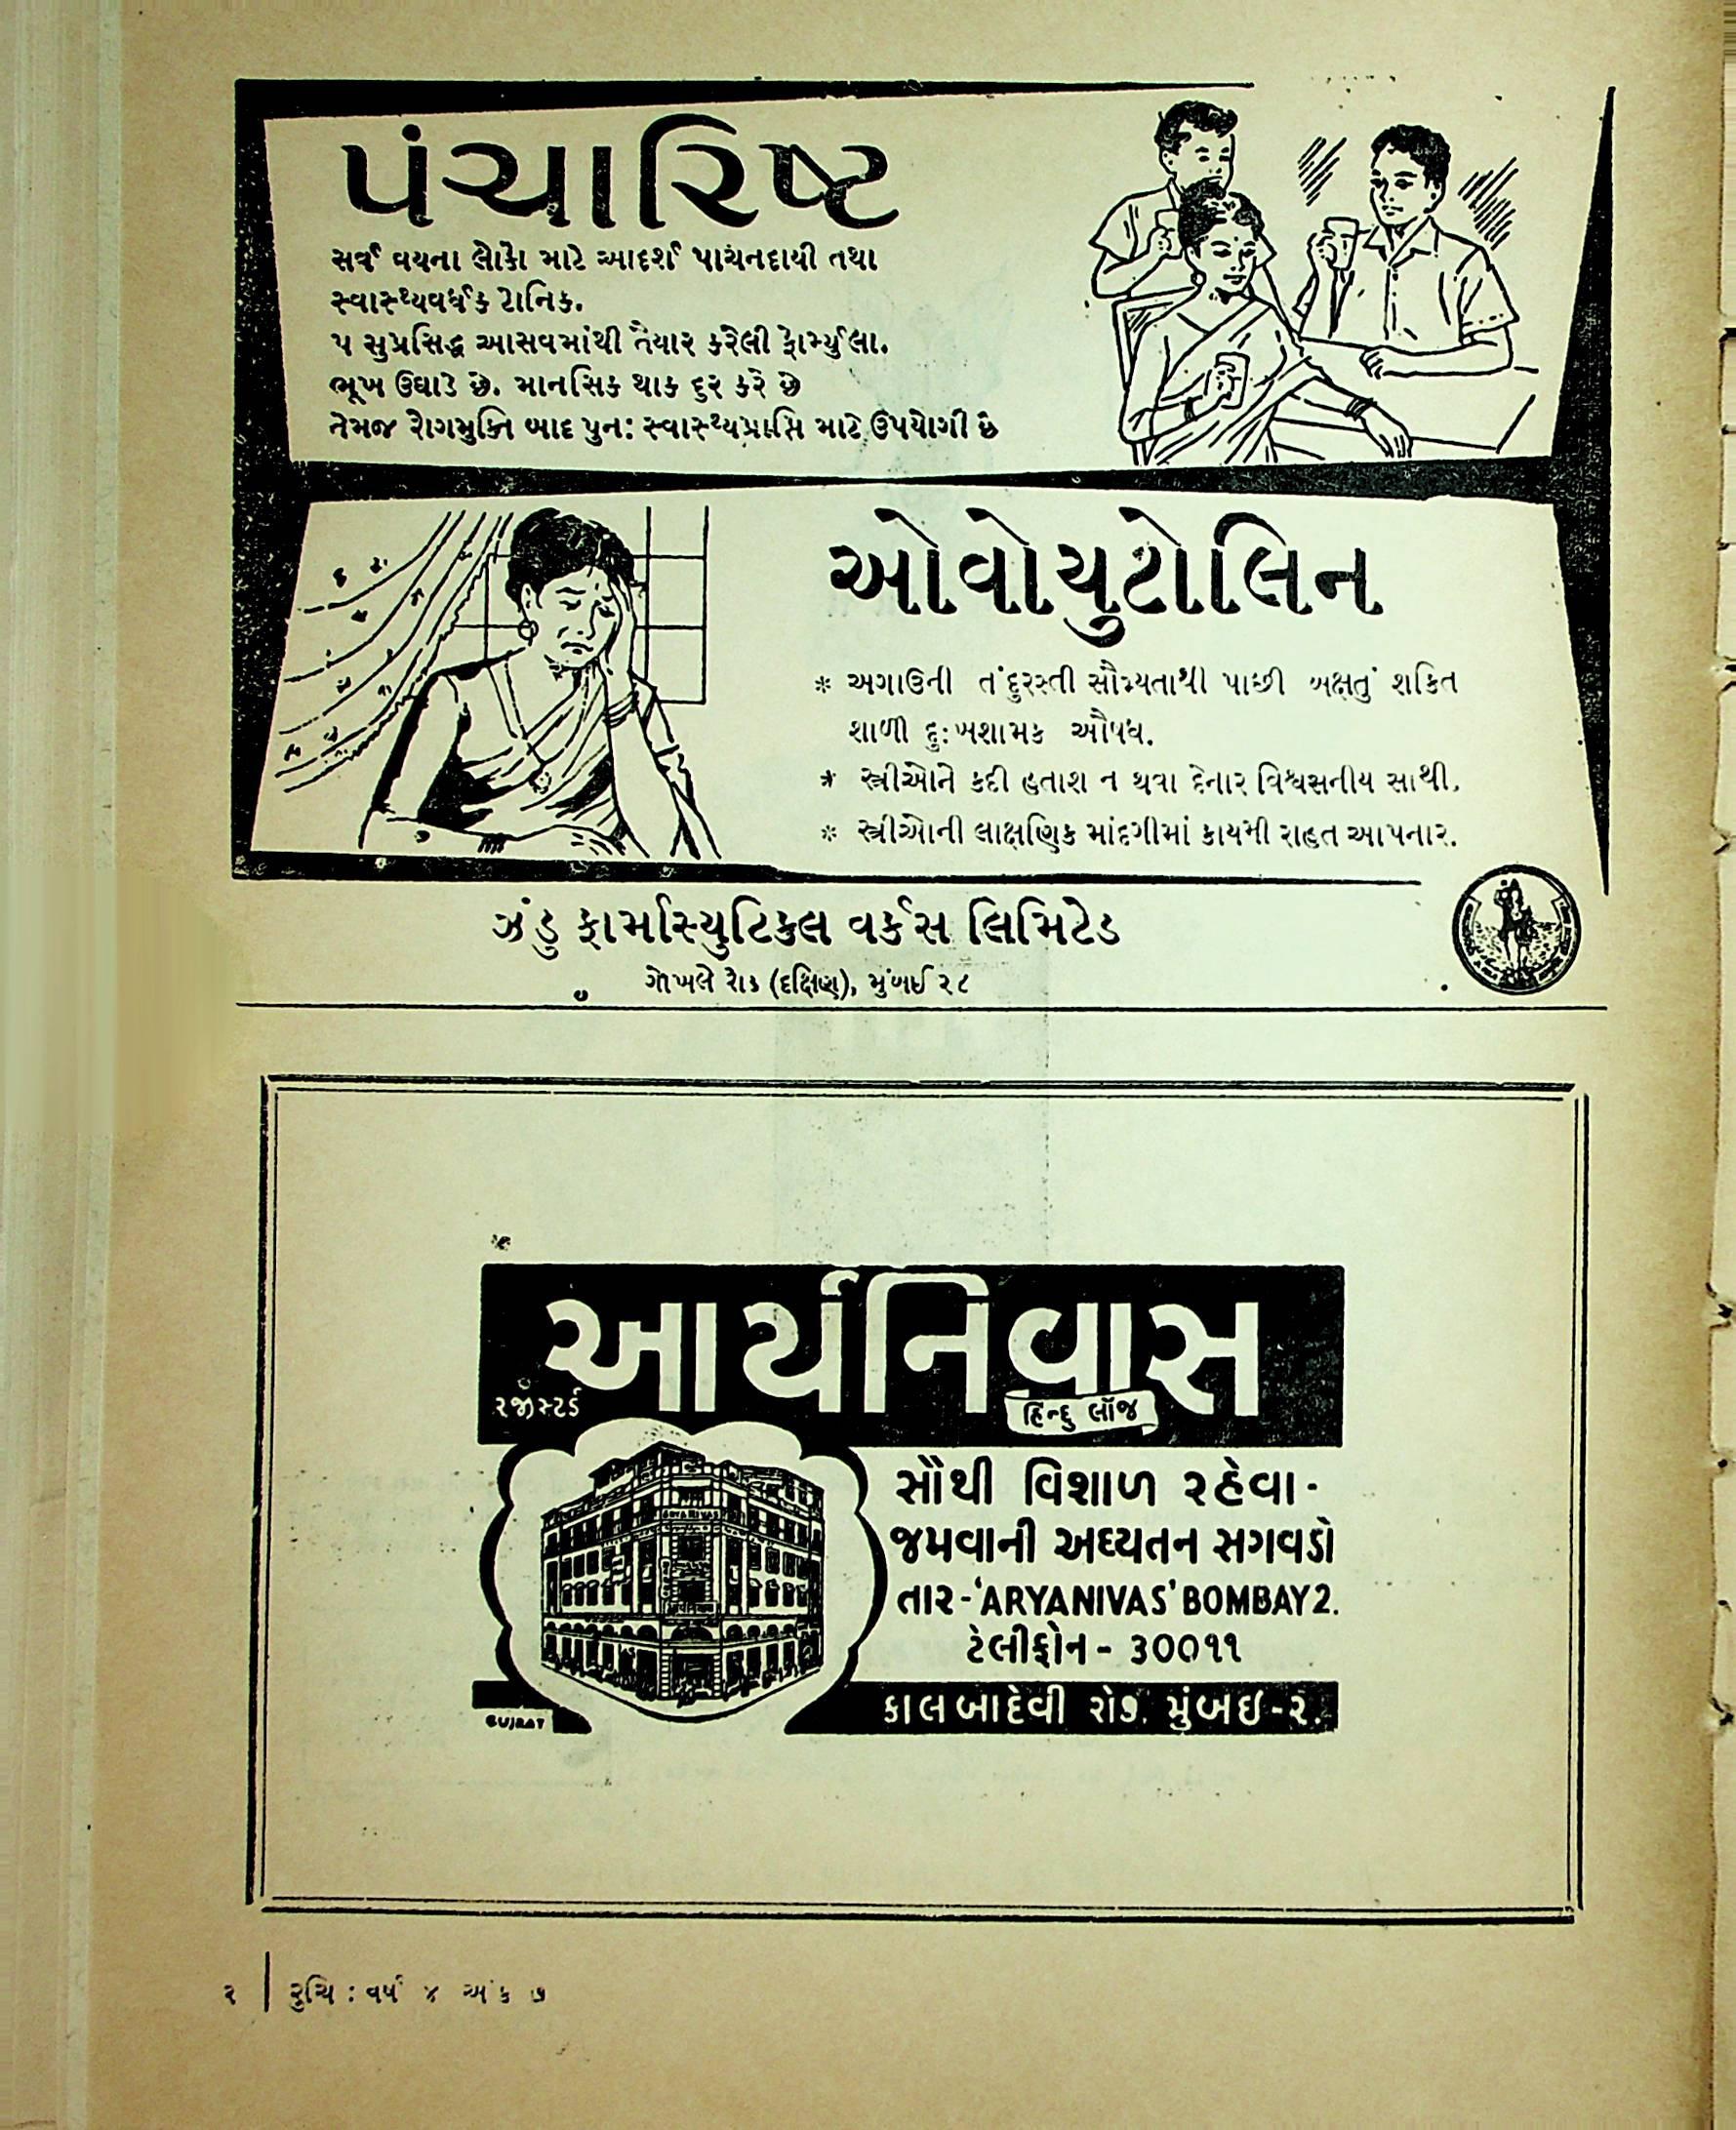 પંચારિષ્ટ
સર્વ વયના લોકો માટે આદર્શ પાચનદાયી તથા
સ્વાસ્થ્યવર્ધક ટોનિક.
૫ સુપ્રસિદ્ધ આસવમાંથી તૈયાર કરેલી ફોર્મ્યુલા.
ભૂખ ઉઘાડે છે. માનસિક થાક દુર કરે છે
તેમજ રોગમુક્તિ બાદ પુનઃ સ્વાસ્થ્યપ્રાપ્તિ માટે ઉપયોગી છે
ઓવોયુટોલિન
* અગાઉની તંદુરસ્તી સૌમ્યતાથી પાછી બક્ષતું શક્તિ
શાળી દુઃખશામક ઔષધ.
* સ્ત્રીઓને કદી હતાશ ન થવા દેનાર વિશ્વસનીય સાથી.
* સ્ત્રીઓની લાક્ષણિક માંદગીમાં કાયમી રાહત આપનાર.
ઝંડુ ફાર્માસ્યુટિકલ વર્કસ લિમિટેડ
ગોખલે રોડ (દક્ષિણ), મુંબઈ ૨૮
આર્યનિવાસ
રજીસ્ટર્ડ
હિન્દુ લૉજ
સૌથી વિશાળ રહેવા-
જમવાની અદ્યતન સગવડો
તાર-'ARYANIVAS' BOMBAY 2.
ટેલીફોન - ૩૦૦૧૧
કાલબાદેવી રોડ. મુંબઇ-૨.
GUJRAT
૨ | રુચિ : વર્ષ ૪ અંક ૭